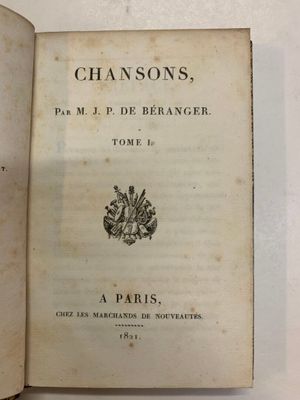 CHANSONS,
PAR M. J. P. DE BÉRANGER.
TOME I.
A PARIS,
CHEZ LES MARCHANDS DE NOUVEAUTÉS.
1821.
T.